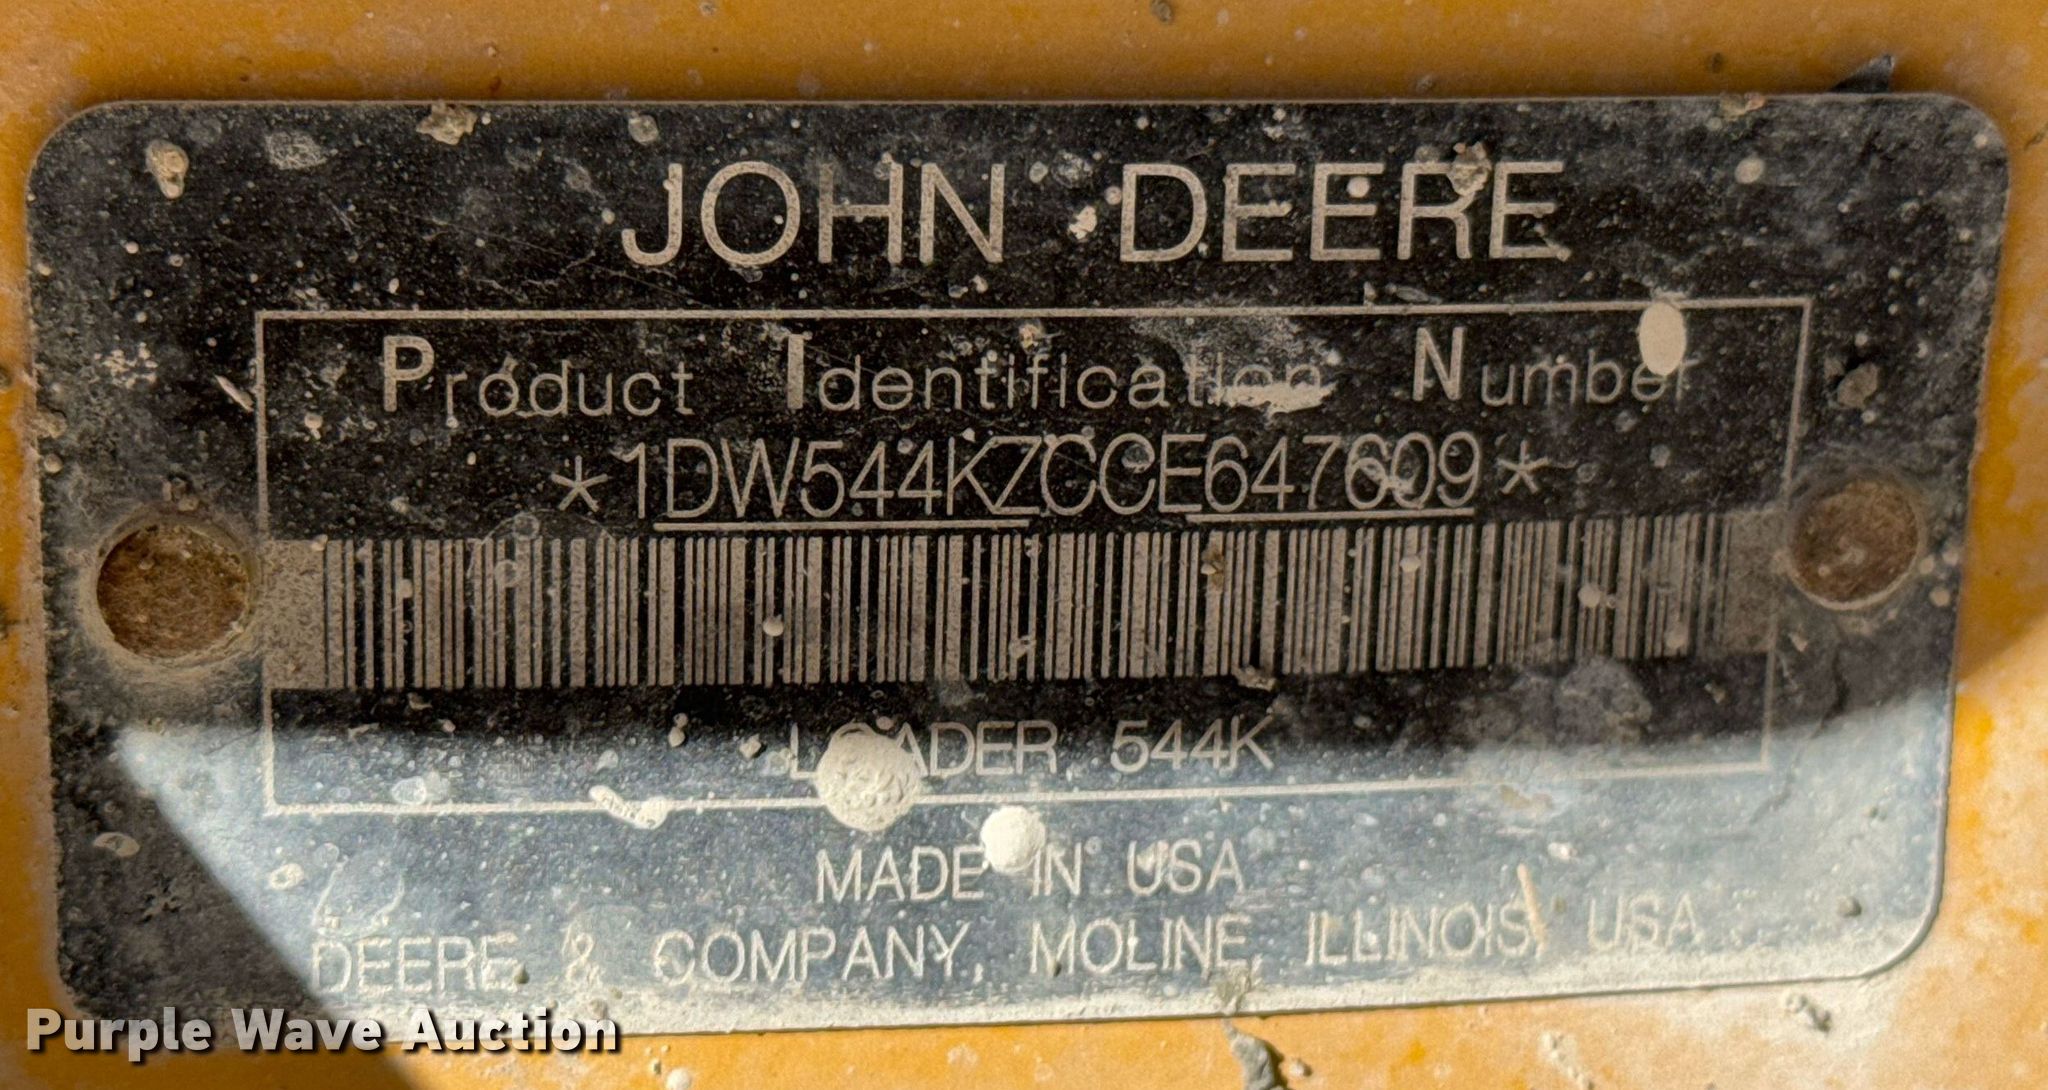 JOHN DEERE
Product Identification Number
*1DW544KZCCE647609*
LOADER 544K
MADE IN USA
DEERE & COMPANY, MOLINE, ILLINOIS, USA
Purple Wave Auction